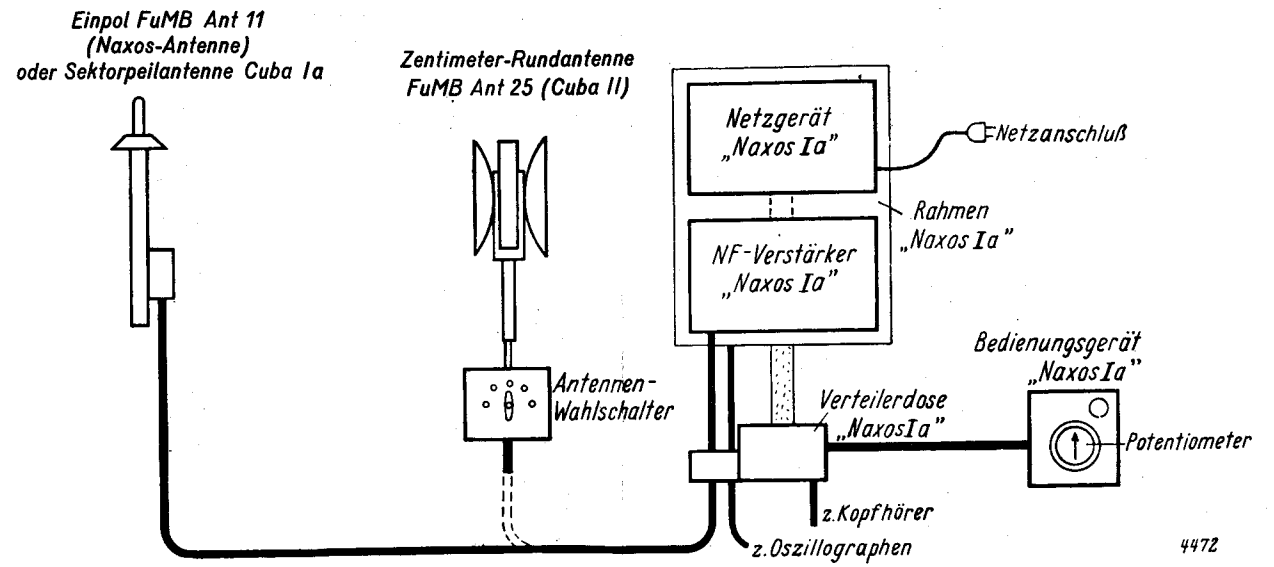 Einpol FuMB Ant 11
(Naxos-Antenne)
oder Sektorpeilantenne Cuba Ia
Zentimeter-Rundantenne
FuMB Ant 25 (Cuba II)
Netzgerät
„Naxos Ia”
Netzanschluß
Rahmen
„Naxos Ia”
NF-Verstärker
„Naxos Ia”
Antennen-
Wahlschalter
Bedienungsgerät
„Naxos Ia”
Verteilerdose
„Naxos Ia”
Potentiometer
z.Kopfhörer
z.Oszillographen
4472